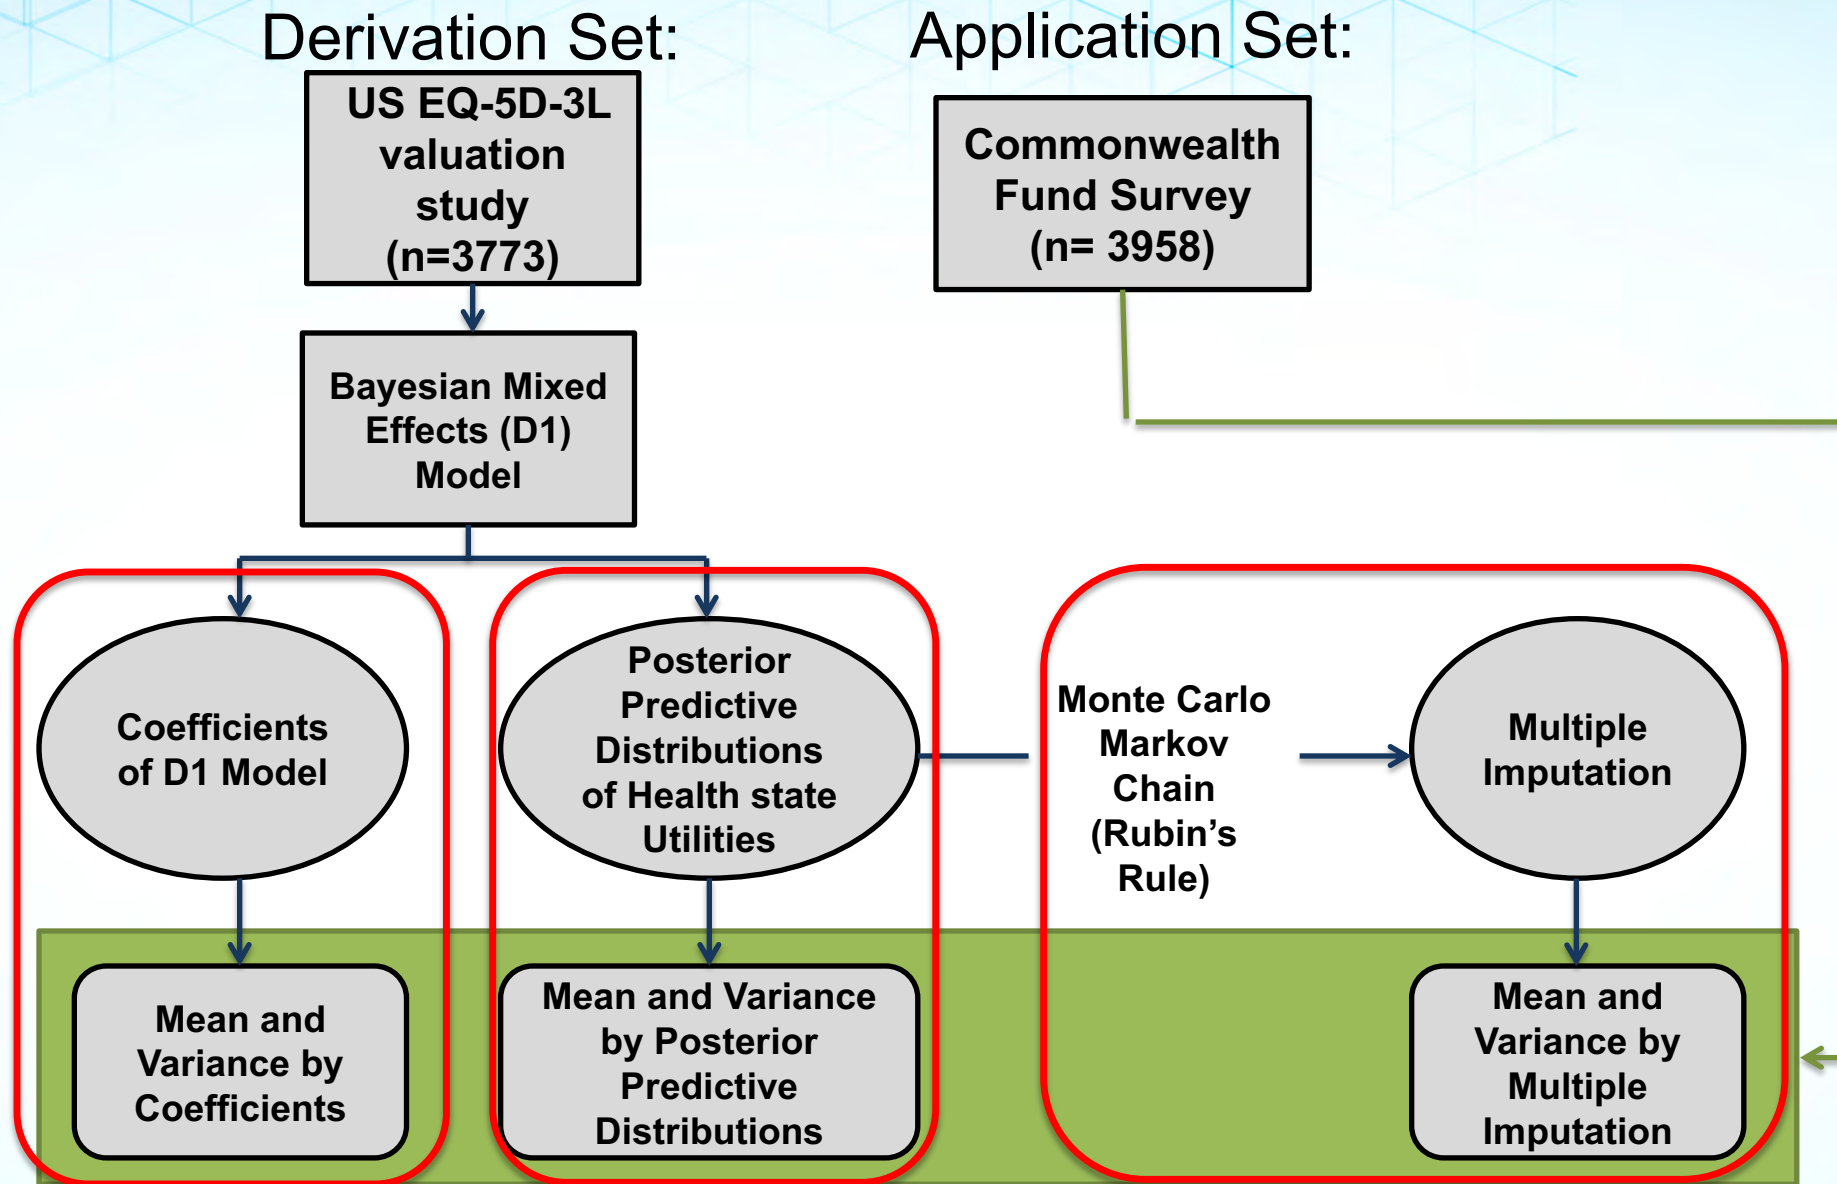 Derivation Set:
Application Set:
US EQ-5D-3L
valuation
study
(n=3773)
Commonwealth
Fund Survey
(n= 3958)
Bayesian Mixed
Effects (D1)
Model
Coefficients
of D1 Model
Posterior
Predictive
Distributions
of Health state
Utilities
Monte Carlo
Markov
Chain
(Rubin’s
Rule)
Multiple
Imputation
Mean and
Variance by
Coefficients
Mean and Variance
by Posterior
Predictive
Distributions
Mean and
Variance by
Multiple
Imputation